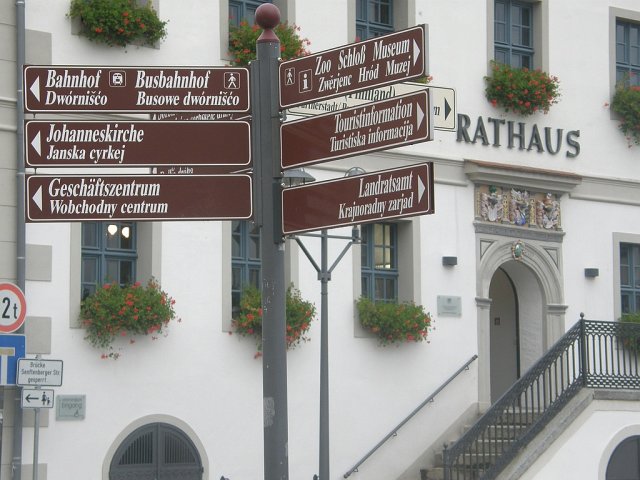 Bahnhof Busbahnhof
Dwórnišćo Busowe dwórnišćo
Johanneskirche
Janska cyrkej
Geschäftszentrum
Wobchodny centrum
Zoo Schloß Museum
Zwěrjenc Hród Muzej
Touristinformation
Turistiska informacija
Landratsamt
Krajnoradny zarjad
RATHAUS
2t
Brücke
Senftenberger Str.
gesperrt